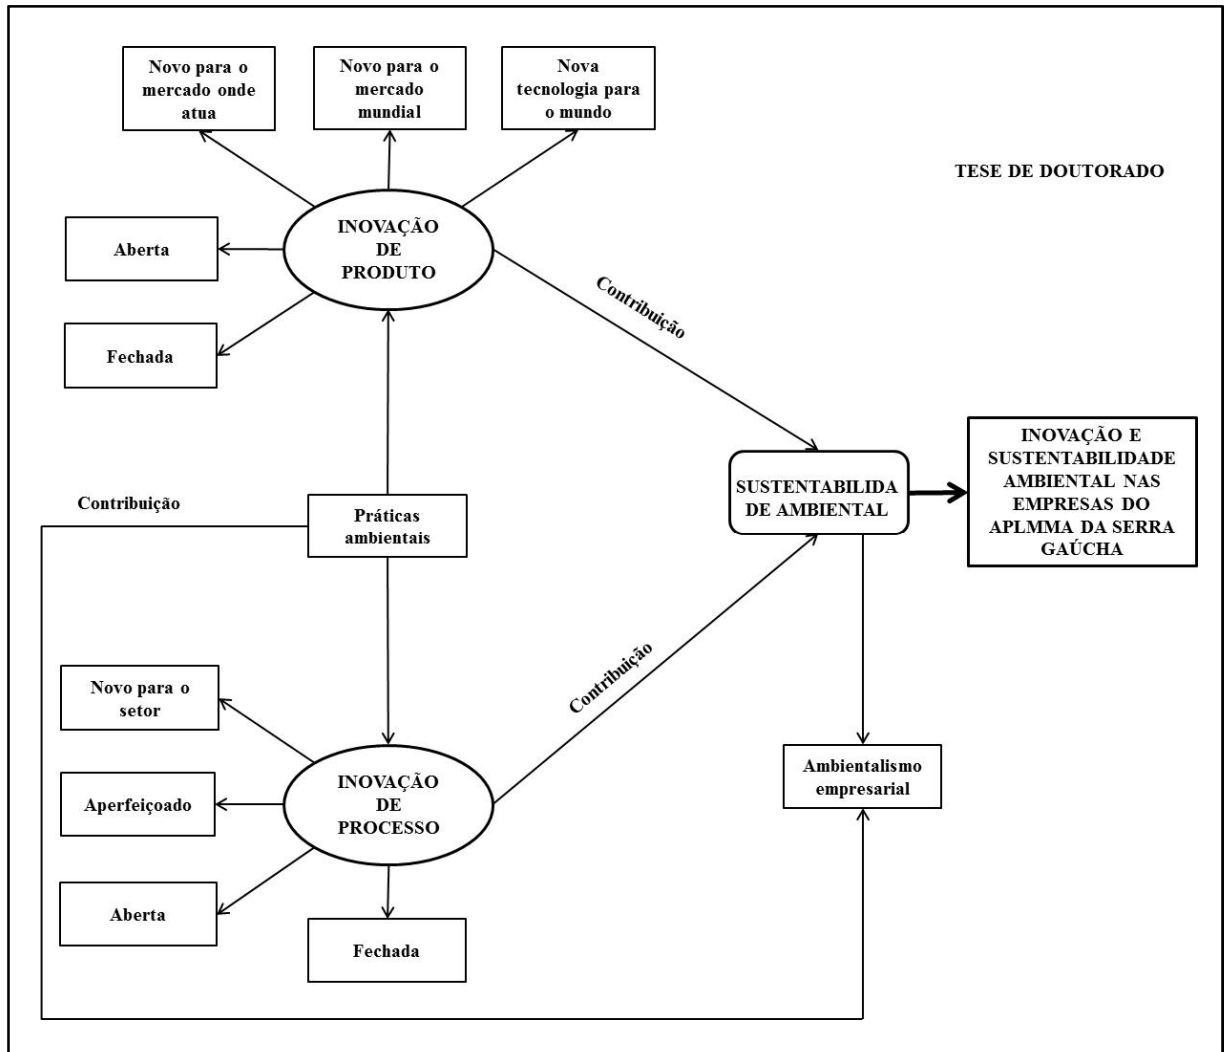 Novo para o
mercado onde
atua
Novo para o
mercado
mundial
Nova
tecnologia para
o mundo
TESE DE DOUTORADO
INOVAÇÃO
DE
PRODUTO
Aberta
Fechada
Contribuição
Contribuição
Práticas
ambientais
SUSTENTABILIDA
DE AMBIENTAL
INOVAÇÃO E
SUSTENTABILIDADE
AMBIENTAL NAS
EMPRESAS DO
APLMMA DA SERRA
GAÚCHA
Contribuição
Novo para o
setor
Aperfeiçoado
Aberta
INOVAÇÃO
DE
PROCESSO
Fechada
Ambientalismo
empresarial